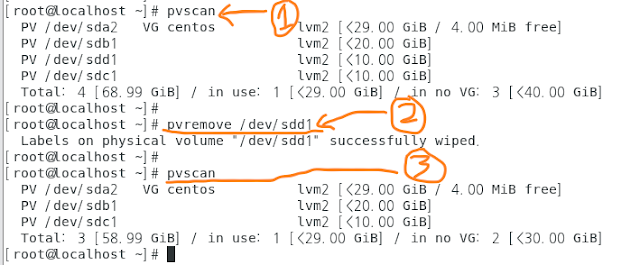 [root@localhost ~]# pvscan 1
PV /dev/sda2 VG centos lvm2 [<29.00 GiB / 4.00 MiB free]
PV /dev/sdb1 lvm2 [<20.00 GiB]
PV /dev/sdd1 lvm2 [<10.00 GiB]
PV /dev/sdc1 lvm2 [<10.00 GiB]
Total: 4 [68.99 GiB] / in use: 1 [<29.00 GiB] / in no VG: 3 [<40.00 GiB]
[root@localhost ~]#
[root@localhost ~]# pvremove /dev/sdd1 2
Labels on physical volume "/dev/sdd1" successfully wiped.
[root@localhost ~]#
[root@localhost ~]# pvscan 3
PV /dev/sda2 VG centos lvm2 [<29.00 GiB / 4.00 MiB free]
PV /dev/sdb1 lvm2 [<20.00 GiB]
PV /dev/sdc1 lvm2 [<10.00 GiB]
Total: 3 [58.99 GiB] / in use: 1 [<29.00 GiB] / in no VG: 2 [<30.00 GiB]
[root@localhost ~]#